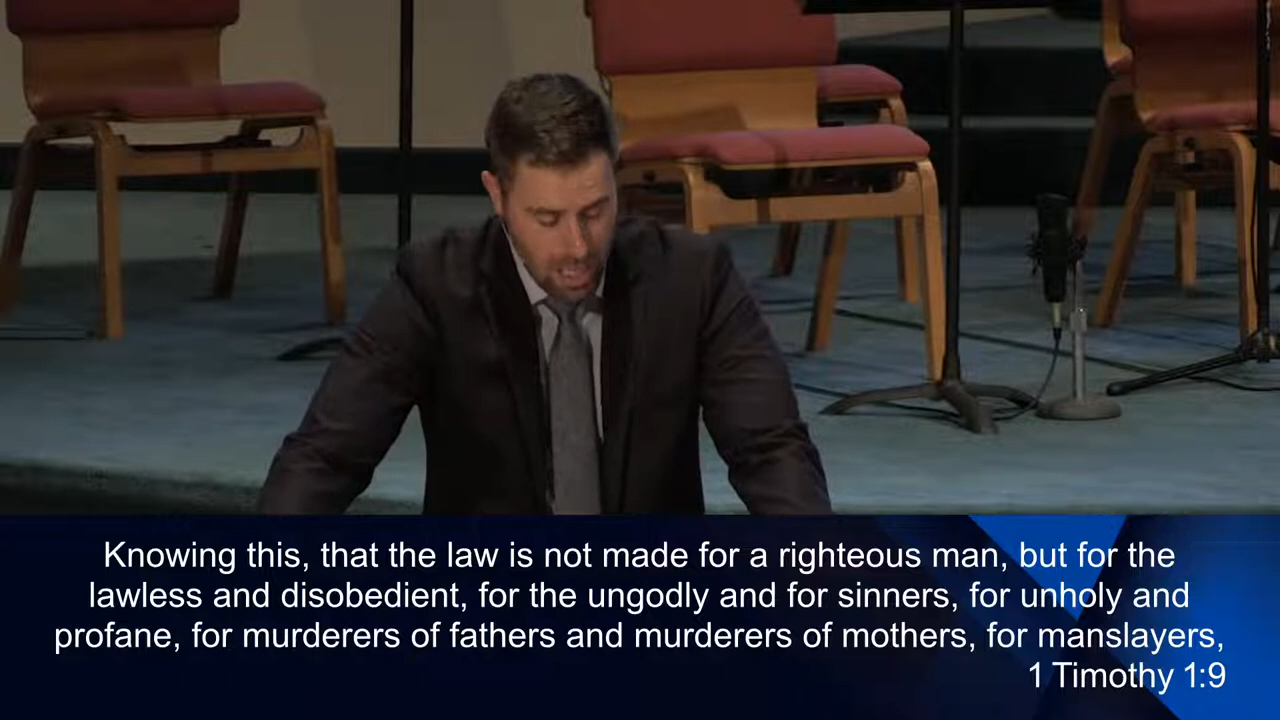 Knowing this, that the law is not made for a righteous man, but for the
lawless and disobedient, for the ungodly and for sinners, for unholy and
profane, for murderers of fathers and murderers of mothers, for manslayers,
1 Timothy 1:9